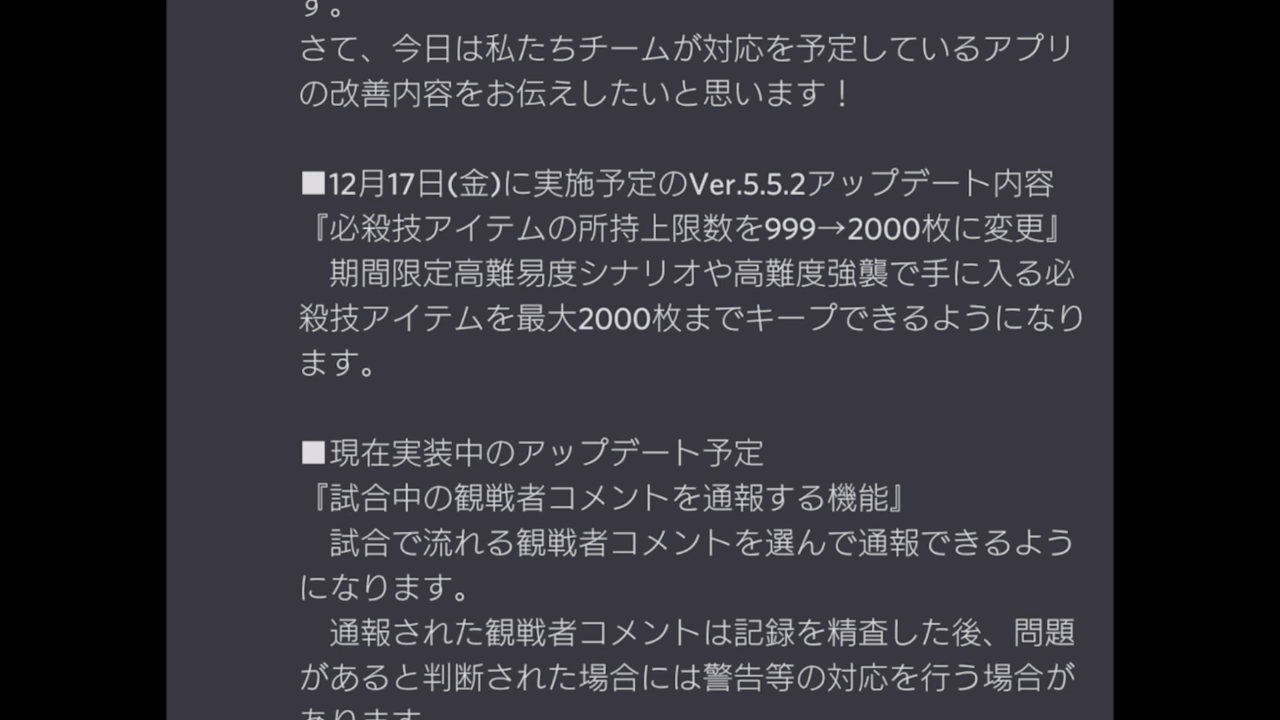 す。
さて、今日は私たちチームが対応を予定しているアプリ
の改善内容をお伝えしたいと思います！
■12月17日(金)に実施予定のVer.5.5.2アップデート内容
『必殺技アイテムの所持上限数を999→2000枚に変更』
期間限定高難易度シナリオや高難度強襲で手に入る必
殺技アイテムを最大2000枚までキープできるようになり
ます。
■現在実装中のアップデート予定
『試合中の観戦者コメントを通報する機能』
試合で流れる観戦者コメントを選んで通報できるよう
になります。
通報された観戦者コメントは記録を精査した後、問題
があると判断された場合には警告等の対応を行う場合が
あります。